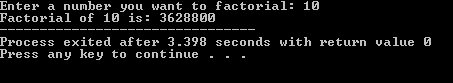 Enter a number you want to factorial: 10
Factorial of 10 is: 3628800
--------------------------------
Process exited after 3.398 seconds with return value 0
Press any key to continue . . .